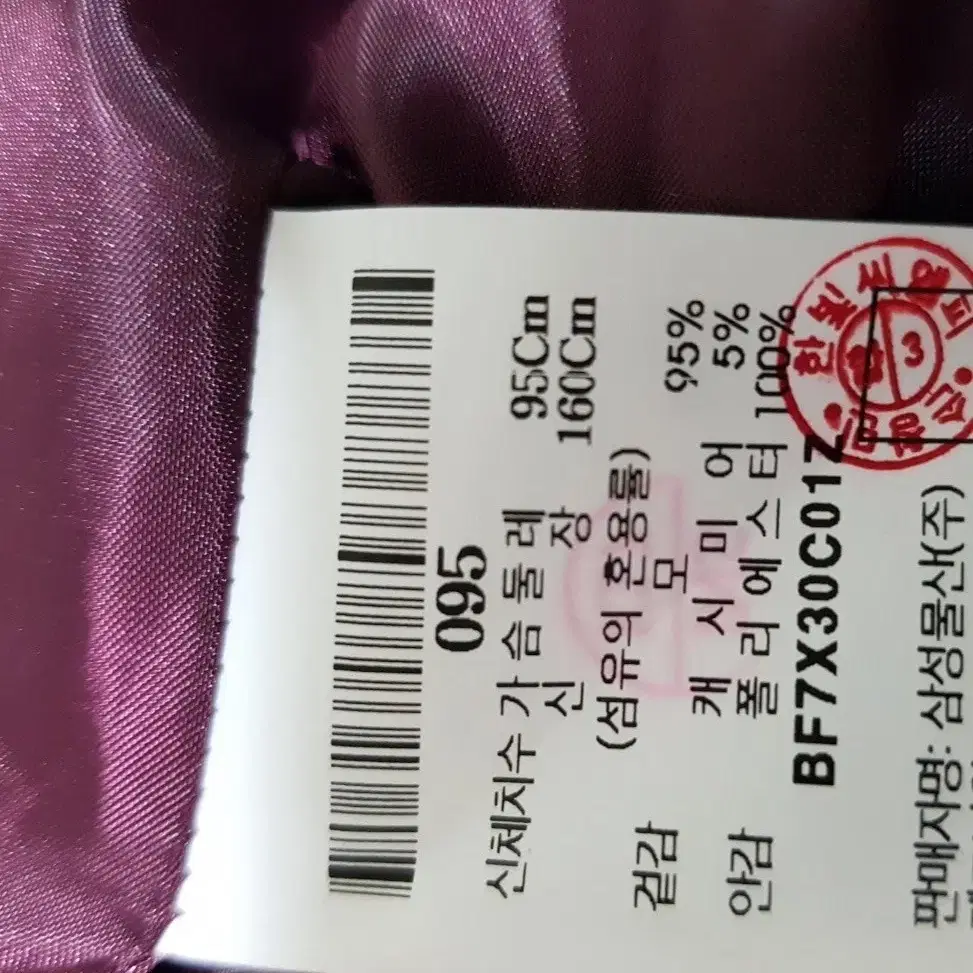 095
신체치수 가슴둘레 95Cm
신 장 160Cm
(섬유의 혼용률)
겉감 모 95%
캐시미어 5%
안감 폴리에스터 100%
BF7X30C01Z
판매자명: 삼성물산(주)
3